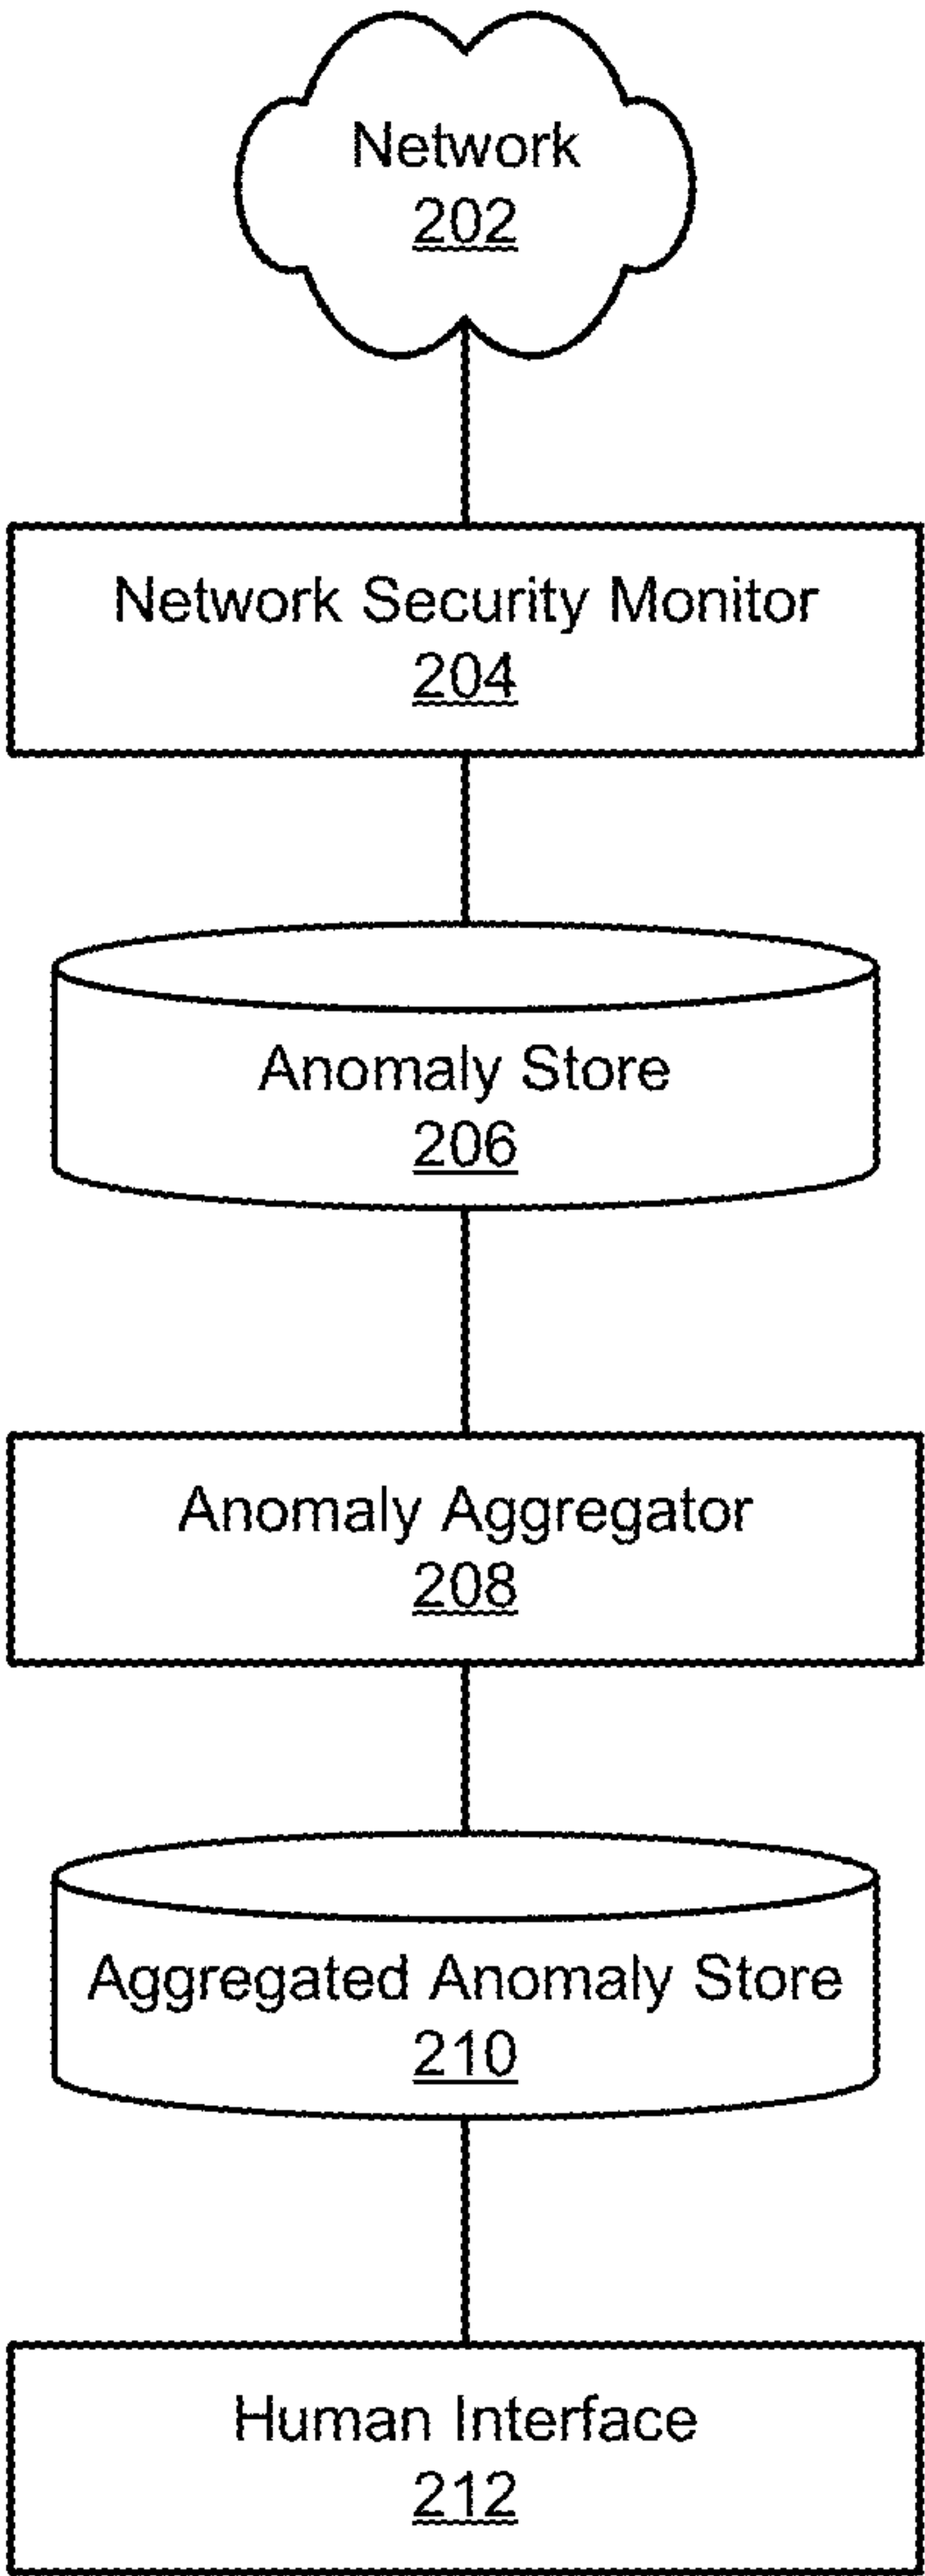 Network
202
Network Security Monitor
204
Anomaly Store
206
Anomaly Aggregator
208
Aggregated Anomaly Store
210
Human Interface
212